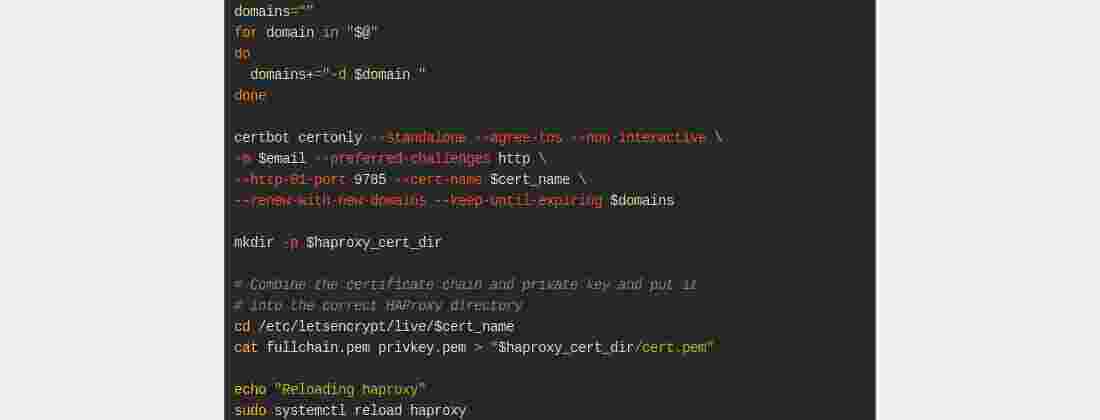 domains=""
for domain in "$@"
do
  domains+="-d $domain "
done

certbot certonly --standalone --agree-tos --non-interactive \
-m $email --preferred-challenges http \
--http-01-port 9785 --cert-name $cert_name \
--renew-with-new-domains --keep-until-expiring $domains

mkdir -p $haproxy_cert_dir

# Combine the certificate chain and private key and put it
# into the correct HAProxy directory
cd /etc/letsencrypt/live/$cert_name
cat fullchain.pem privkey.pem > "$haproxy_cert_dir/cert.pem"

echo "Reloading haproxy"
sudo systemctl reload haproxy